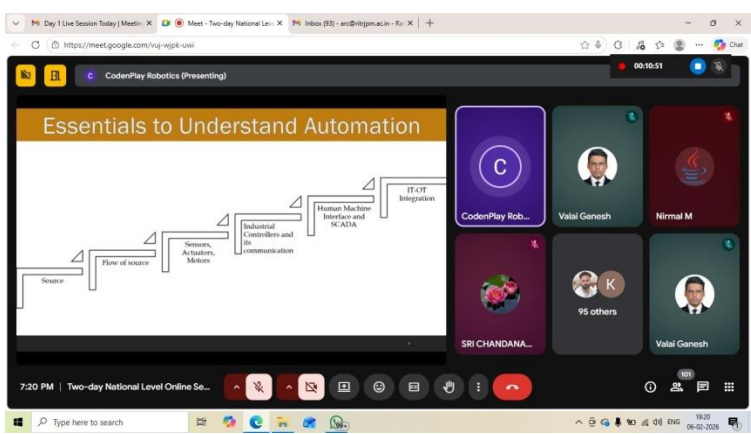 Day 1 Live Session Today | Meetin
Meet - Two-day National Lev
Inbox (93) - arc@ritrjpm.ac.in - Ra
https://meet.google.com/vuj-wjpk-uwi
Chat
C CodenPlay Robotics (Presenting)
00:10:51
Essentials to Understand Automation
Source
Flow of source
Sensors,
Actuators,
Motors
Industrial
Controllers and
its
communication
Human Machine
Interface and
SCADA
IT-OT
Integration
C
CodenPlay Rob...
Valai Ganesh
Nirmal M
SRI CHANDANA...
K
95 others
Valai Ganesh
7:20 PM | Two-day National Level Online Se...
101
Type here to search
99+
ENG
19:20
06-02-2026